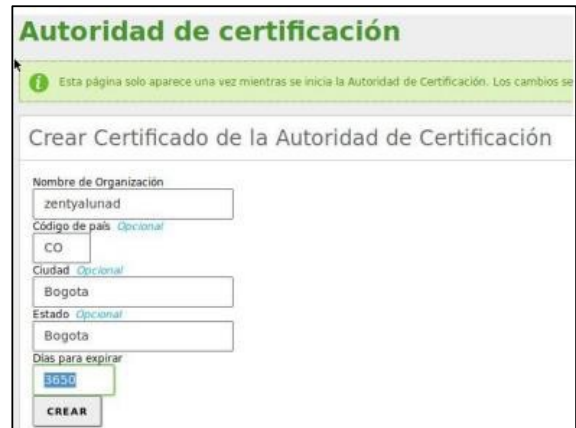 Autoridad de certificación
Esta página solo aparece una vez mientras se inicia la Autoridad de Certificación. Los cambios se
Crear Certificado de la Autoridad de Certificación
Nombre de Organización
zentyalunad
Código de país Opcional
CO
Ciudad Opcional
Bogota
Estado Opcional
Bogota
Días para expirar
3650
CREAR